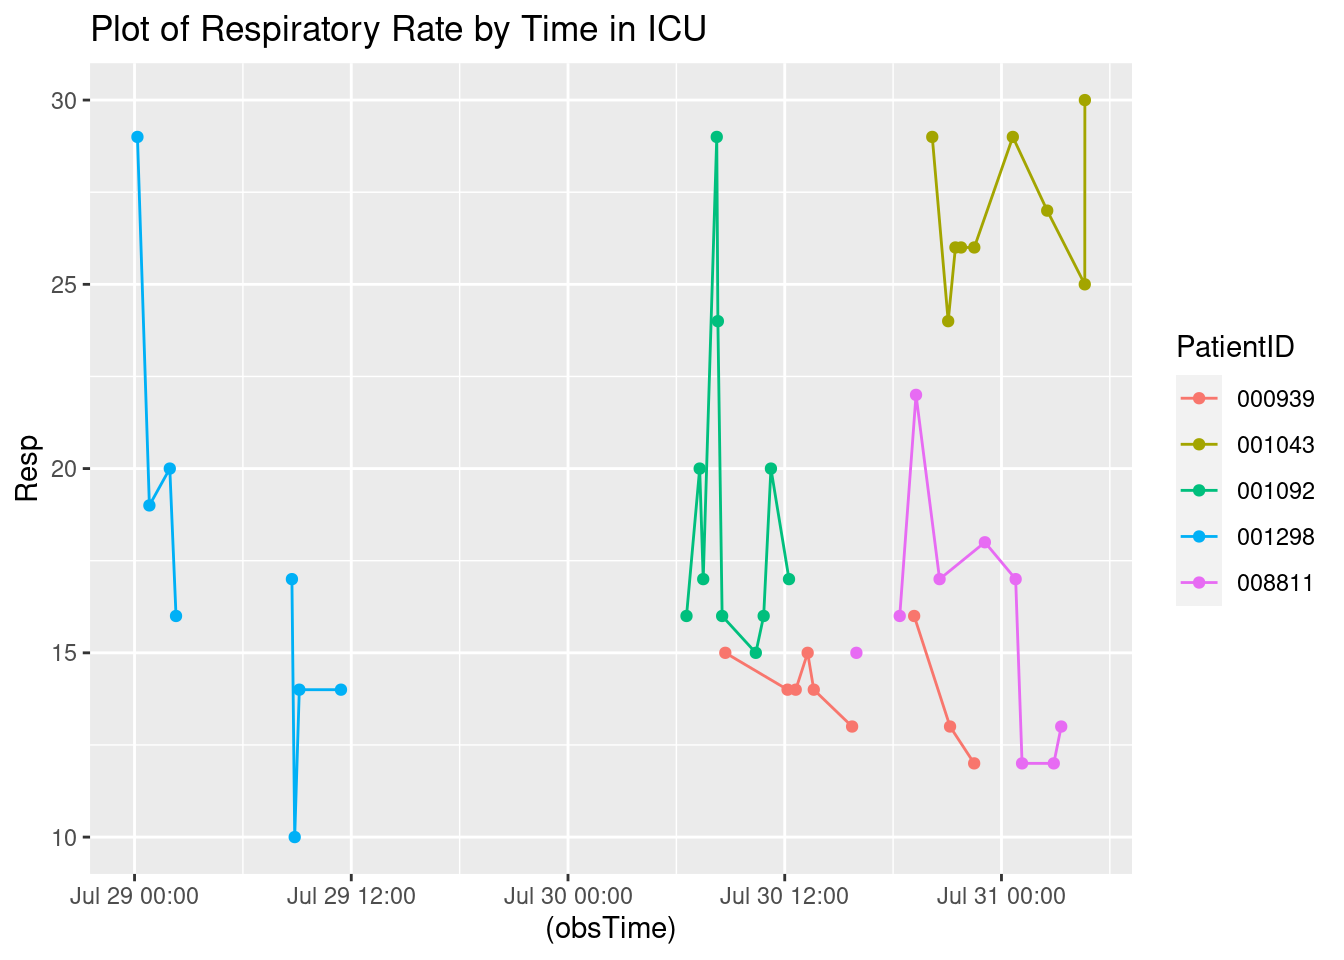 Plot of Respiratory Rate by Time in ICU
30
25
20
15
10
Resp
Jul 29 00:00
Jul 29 12:00
Jul 30 00:00
Jul 30 12:00
Jul 31 00:00
(obsTime)
PatientID
000939
001043
001092
001298
008811